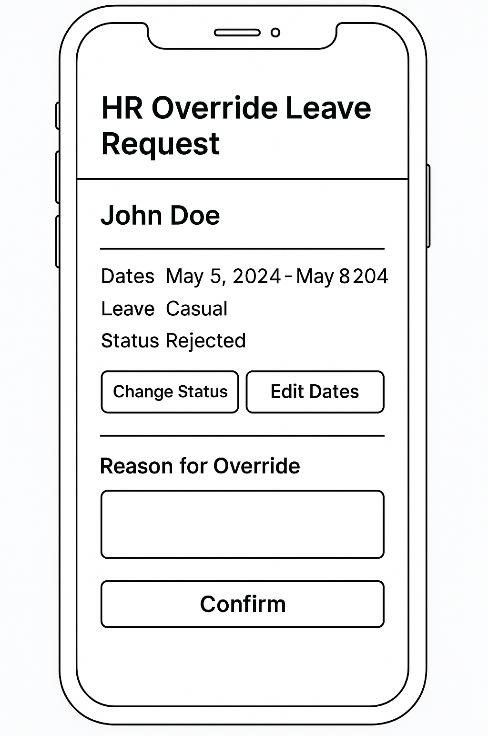 HR Override Leave
Request
John Doe
Dates May 5, 2024-May 8204
Leave Casual
Status Rejected
Change Status
Edit Dates
Reason for Override
Confirm